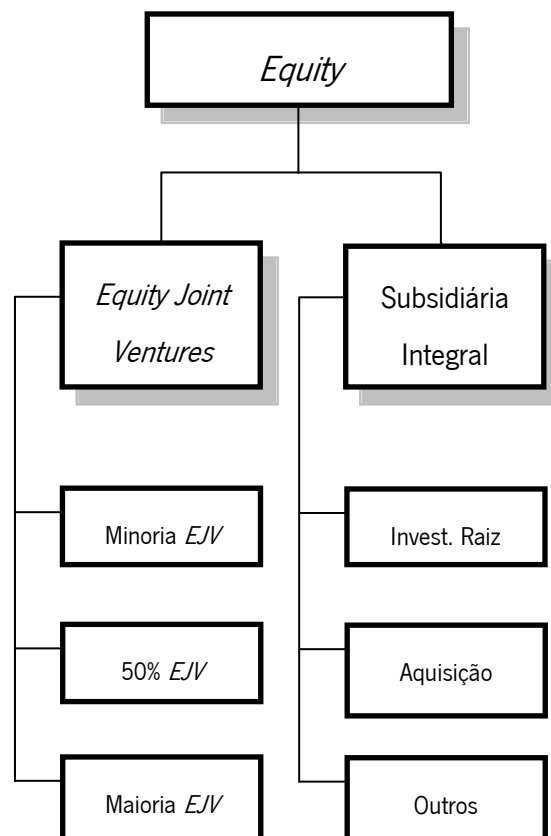 Equity
Equity Joint
Ventures
Subsidiária
Integral
Minoria EJV
50% EJV
Maioria EJV
Invest. Raiz
Aquisição
Outros